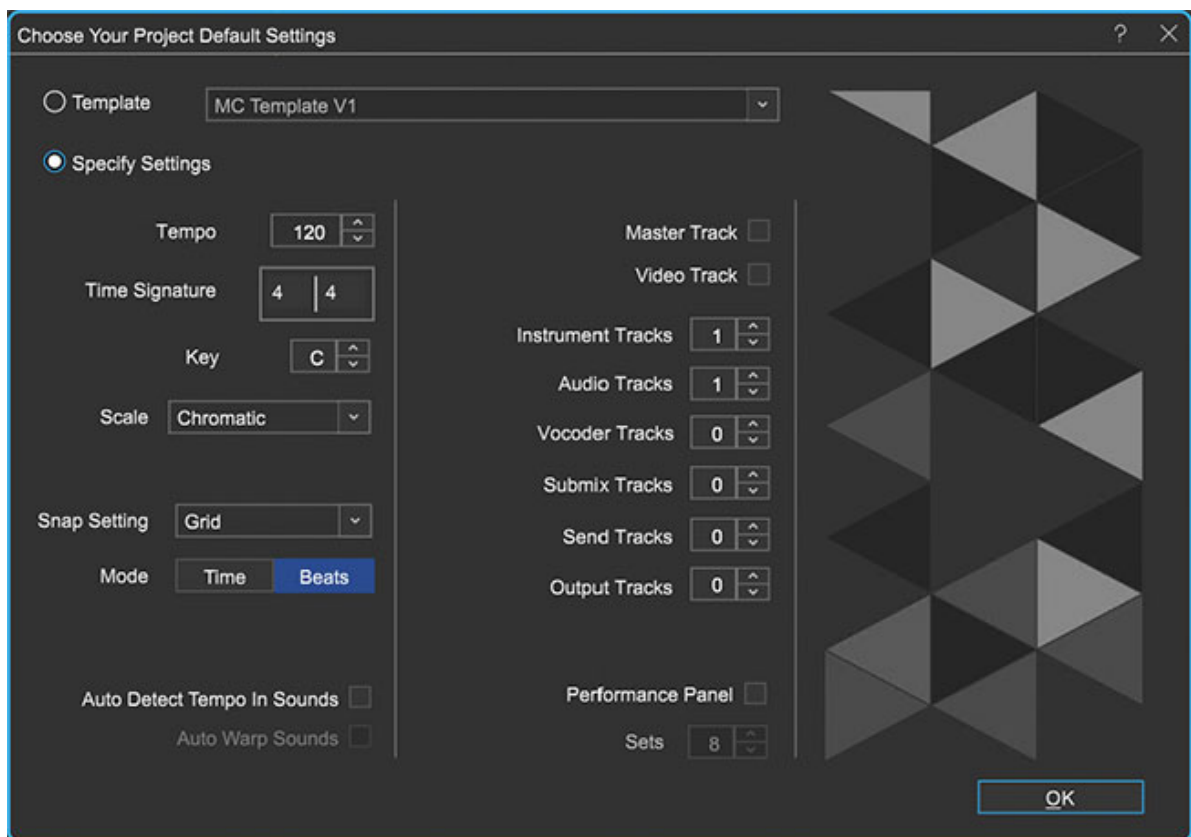 Choose Your Project Default Settings ?
Template MC Template V1
Specify Settings
Tempo 120
Time Signature 4 4
Key C
Scale Chromatic
Snap Setting Grid
Mode Time Beats
Auto Detect Tempo In Sounds
Auto Warp Sounds
Master Track
Video Track
Instrument Tracks 1
Audio Tracks 1
Vocoder Tracks 0
Submix Tracks 0
Send Tracks 0
Output Tracks 0
Performance Panel
Sets 8
OK